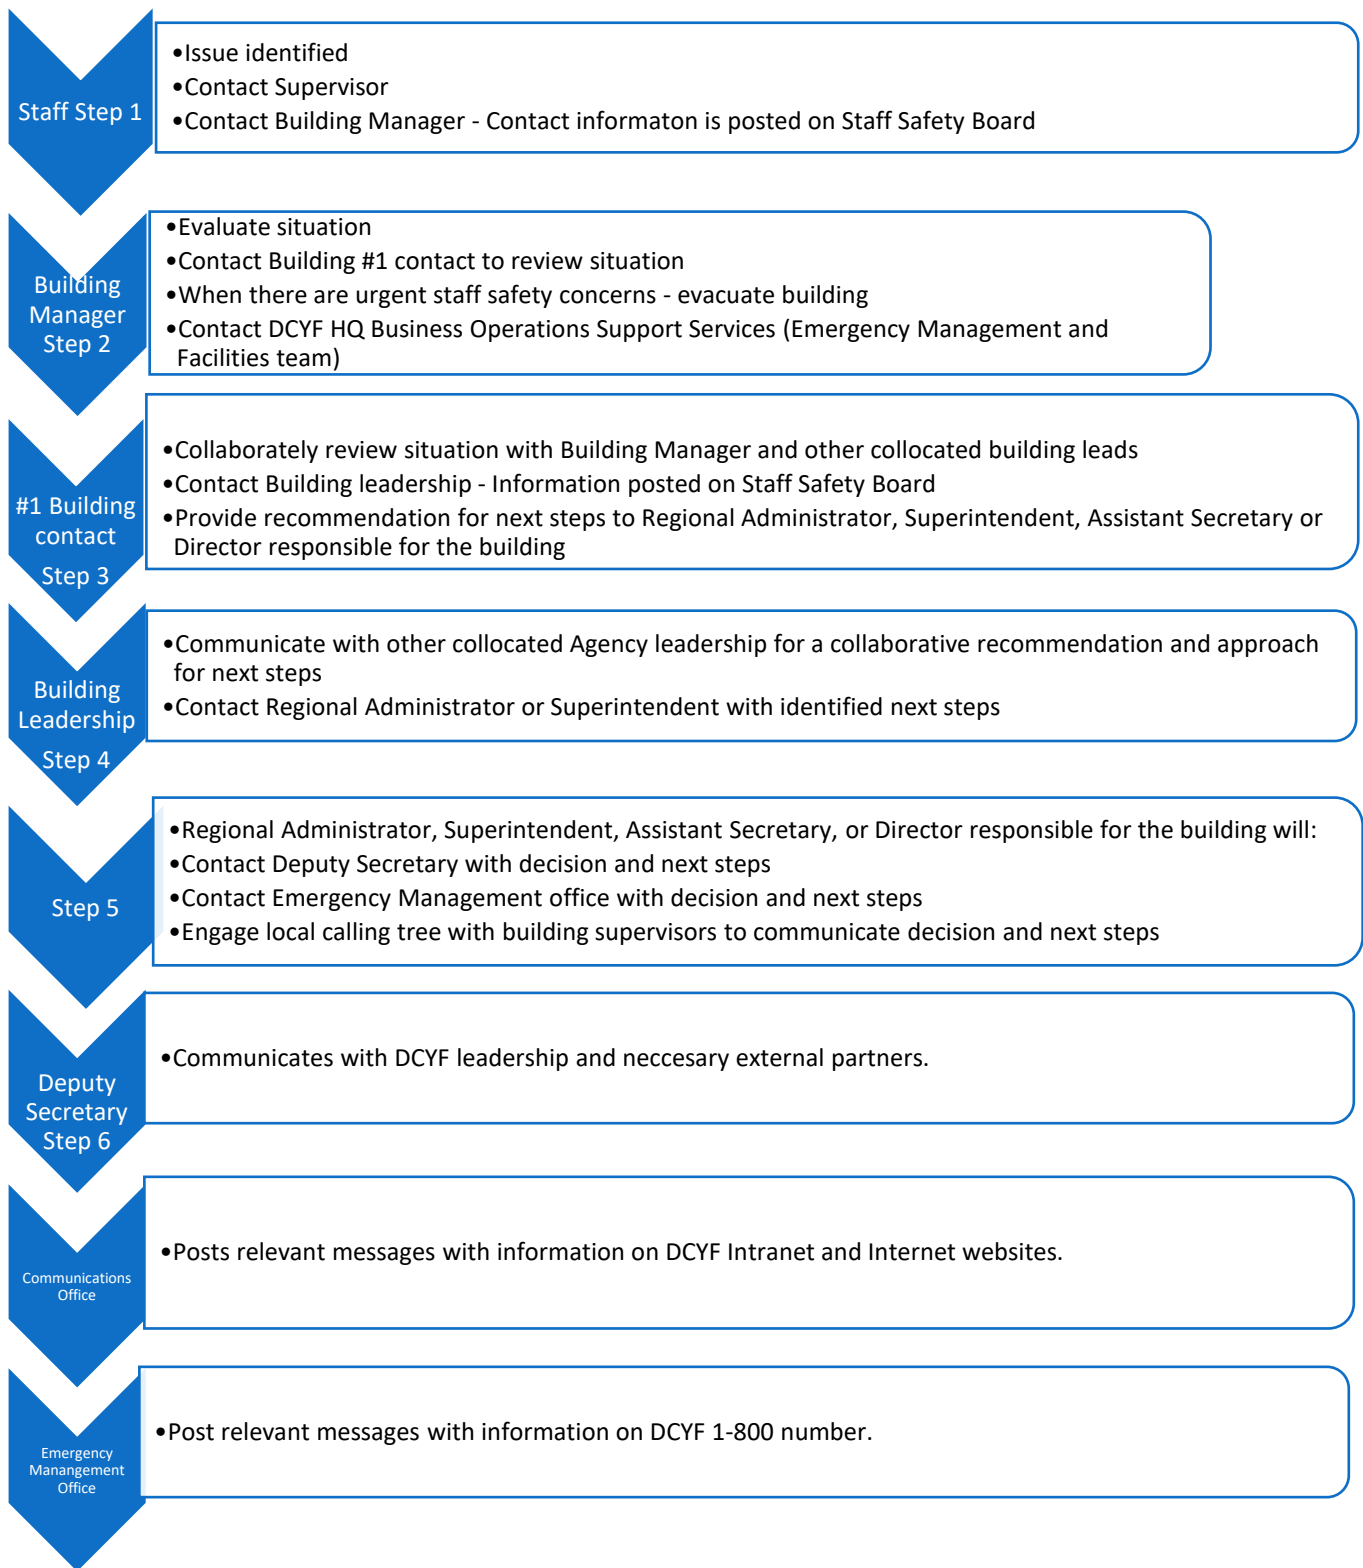 Staff Step 1
•Issue identified
•Contact Supervisor
•Contact Building Manager - Contact informaton is posted on Staff Safety Board
Building
Manager
Step 2
•Evaluate situation
•Contact Building #1 contact to review situation
•When there are urgent staff safety concerns - evacuate building
•Contact DCYF HQ Business Operations Support Services (Emergency Management and
Facilities team)
#1 Building
contact
Step 3
•Collaborately review situation with Building Manager and other collocated building leads
•Contact Building leadership - Information posted on Staff Safety Board
•Provide recommendation for next steps to Regional Administrator, Superintendent, Assistant Secretary or
Director responsible for the building
Building
Leadership
Step 4
•Communicate with other collocated Agency leadership for a collaborative recommendation and approach
for next steps
•Contact Regional Administrator or Superintendent with identified next steps
Step 5
•Regional Administrator, Superintendent, Assistant Secretary, or Director responsible for the building will:
•Contact Deputy Secretary with decision and next steps
•Contact Emergency Management office with decision and next steps
•Engage local calling tree with building supervisors to communicate decision and next steps
Deputy
Secretary
Step 6
•Communicates with DCYF leadership and neccesary external partners.
Communications
Office
•Posts relevant messages with information on DCYF Intranet and Internet websites.
Emergency
Manangement
Office
•Post relevant messages with information on DCYF 1-800 number.